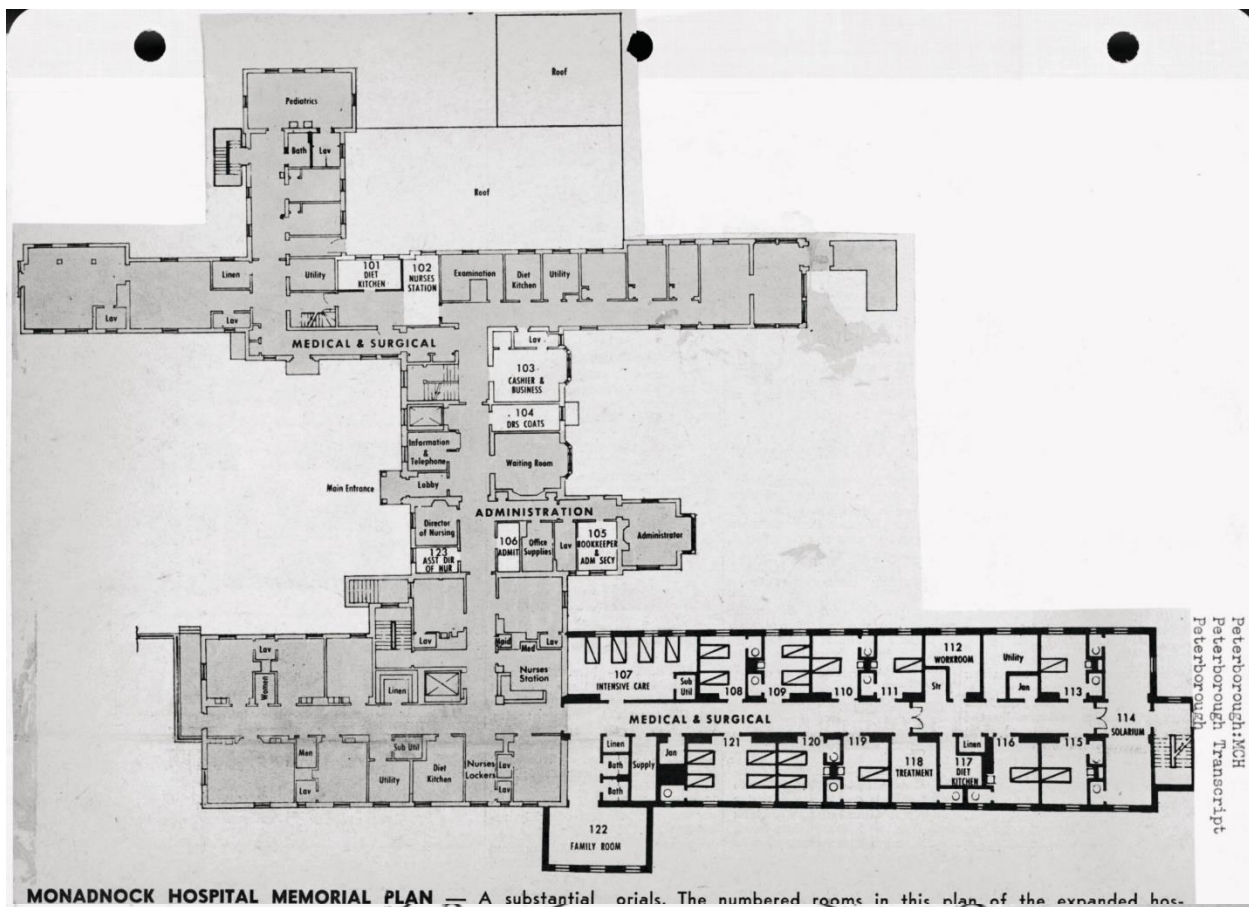 Roof
Pediatrics
Bath
Lav
Roof
Linen
Utility
101
DIET
KITCHEN
102
NURSES
STATION
Examination
Diet
Kitchen
Utility
Lav
Lav
MEDICAL & SURGICAL
Lav
103
CASHIER &
BUSINESS
104
DRS COATS
Information
&
Telephone
Waiting Room
Main Entrance
Lobby
ADMINISTRATION
Director
of Nursing
106
ADMIT
Office
Supplies
Lav
105
BOOKKEEPER
&
ADM SECY
Administrator
123
ASST DIR
OF NUR
Lav
Maid
Med
Lav
Lav
Women
Linen
Nurses
Station
107
INTENSIVE CARE
Sub
Util
108
109
110
111
112
WORKROOM
Str
Utility
Jan
113
114
SOLARIUM
MEDICAL & SURGICAL
Men
Lav
Sub Util
Utility
Diet
Kitchen
Nurses
Lockers
Lav
Lav
Linen
Bath
Bath
Supply
Jan
121
120
119
118
TREATMENT
Linen
117
DIET
KITCHEN
116
115
122
FAMILY ROOM
Peterborough:MCH
Peterborough Transcript
Peterborough
MONADNOCK HOSPITAL MEMORIAL PLAN — A substantial orials. The numbered rooms in this plan of the expanded hos-